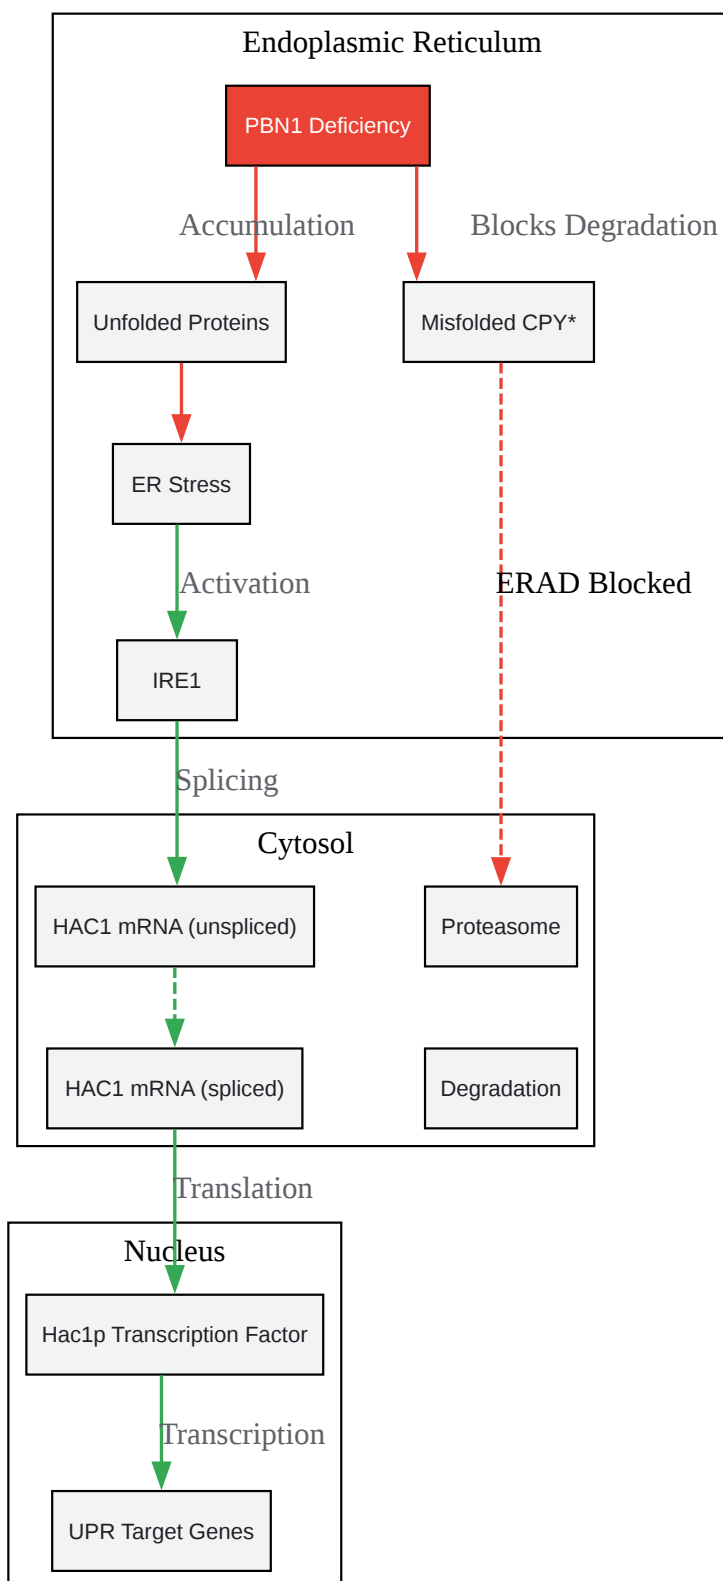 Endoplasmic Reticulum
PBN1 Deficiency
Accumulation
Blocks Degradation
Unfolded Proteins
Misfolded CPY*
ER Stress
Activation
ERAD Blocked
IRE1
Splicing
Cytosol
HAC1 mRNA (unspliced)
Proteasome
HAC1 mRNA (spliced)
Degradation
Translation
Nucleus
Hac1p Transcription Factor
Transcription
UPR Target Genes